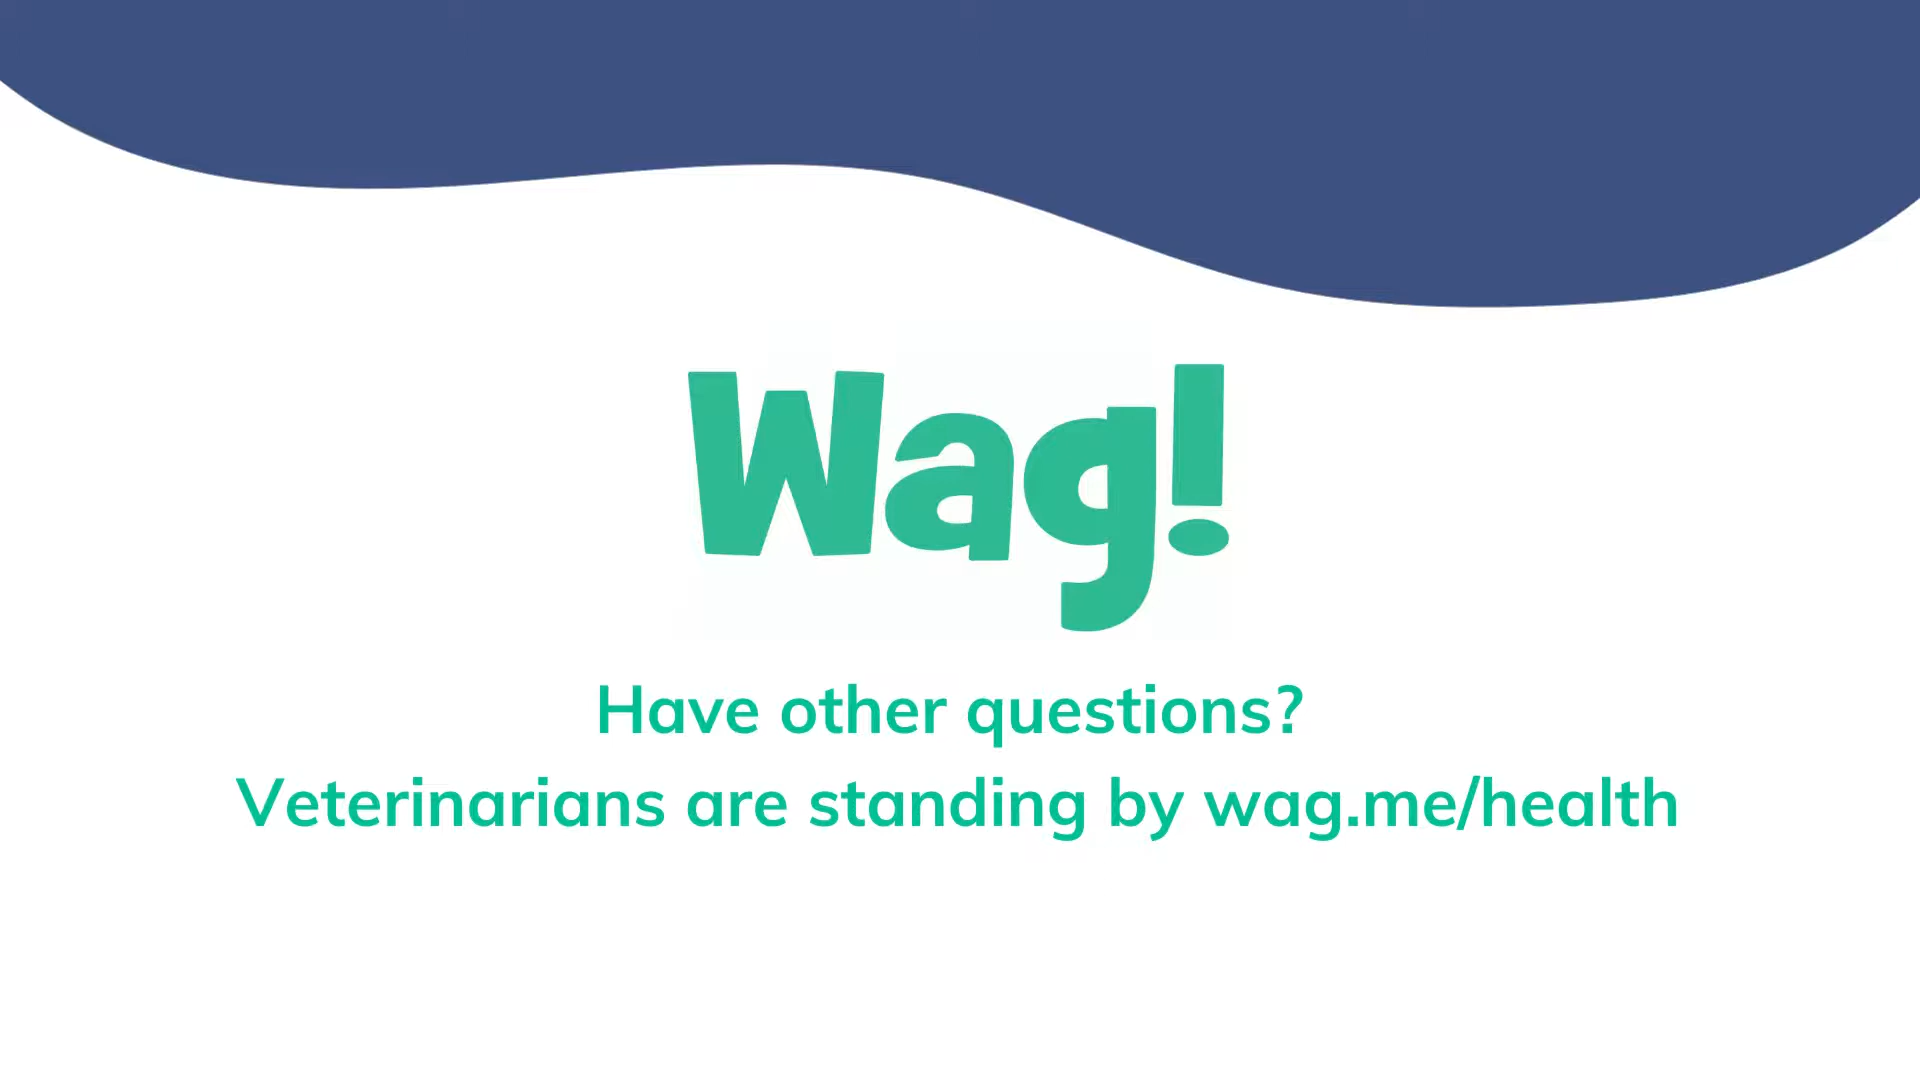 Wag!
Have other questions?
Veterinarians are standing by wag.me/health